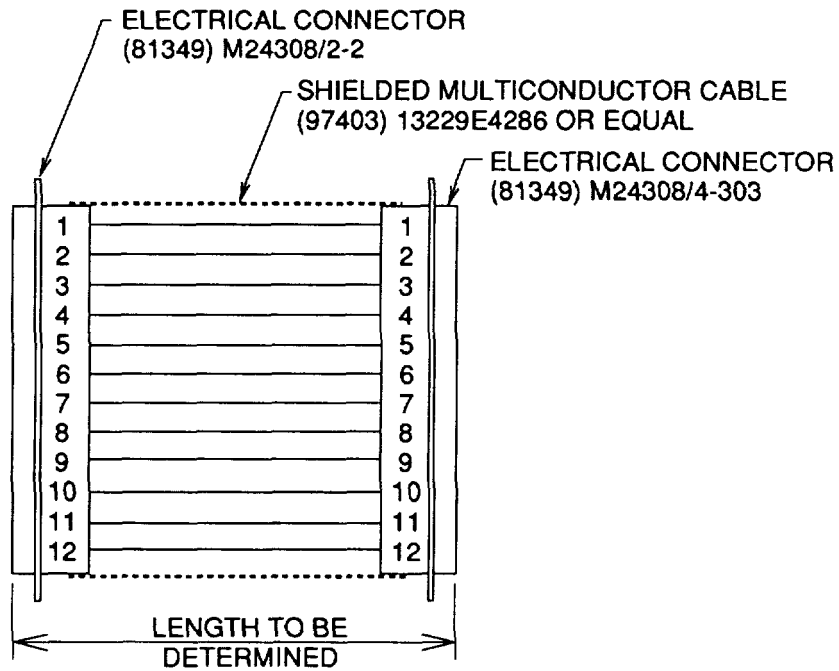 ELECTRICAL CONNECTOR
(81349) M24308/2-2
SHIELDED MULTICONDUCTOR CABLE
(97403) 13229E4286 OR EQUAL
ELECTRICAL CONNECTOR
(81349) M24308/4-303
1 1
2 2
3 3
4 4
5 5
6 6
7 7
8 8
9 9
10 10
11 11
12 12
LENGTH TO BE
DETERMINED